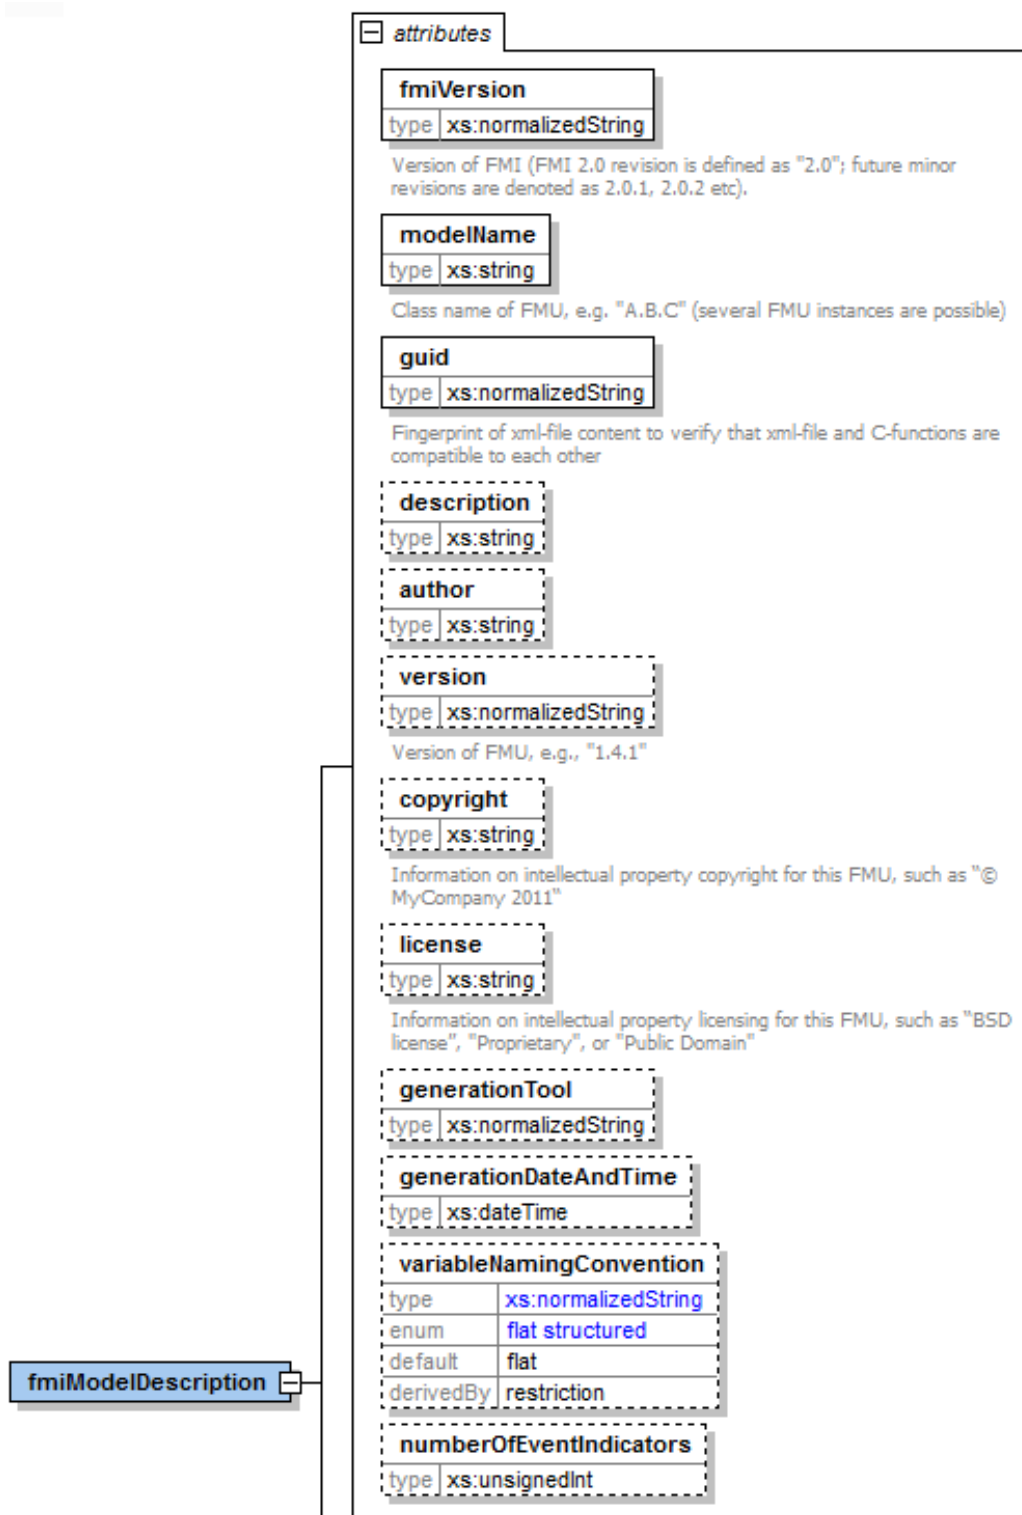 attributes
fmiVersion
type xs:normalizedString
Version of FMI (FMI 2.0 revision is defined as "2.0"; future minor
revisions are denoted as 2.0.1, 2.0.2 etc).
modelName
type xs:string
Class name of FMU, e.g. "A.B.C" (several FMU instances are possible)
guid
type xs:normalizedString
Fingerprint of xml-file content to verify that xml-file and C-functions are
compatible to each other
description
type xs:string
author
type xs:string
version
type xs:normalizedString
Version of FMU, e.g., "1.4.1"
copyright
type xs:string
Information on intellectual property copyright for this FMU, such as “©
MyCompany 2011“
license
type xs:string
Information on intellectual property licensing for this FMU, such as “BSD
license”, "Proprietary", or "Public Domain"
generationTool
type xs:normalizedString
generationDateAndTime
type xs:dateTime
variableNamingConvention
type xs:normalizedString
enum flat structured
default flat
derivedBy restriction
fmiModelDescription
numberOfEventIndicators
type xs:unsignedInt